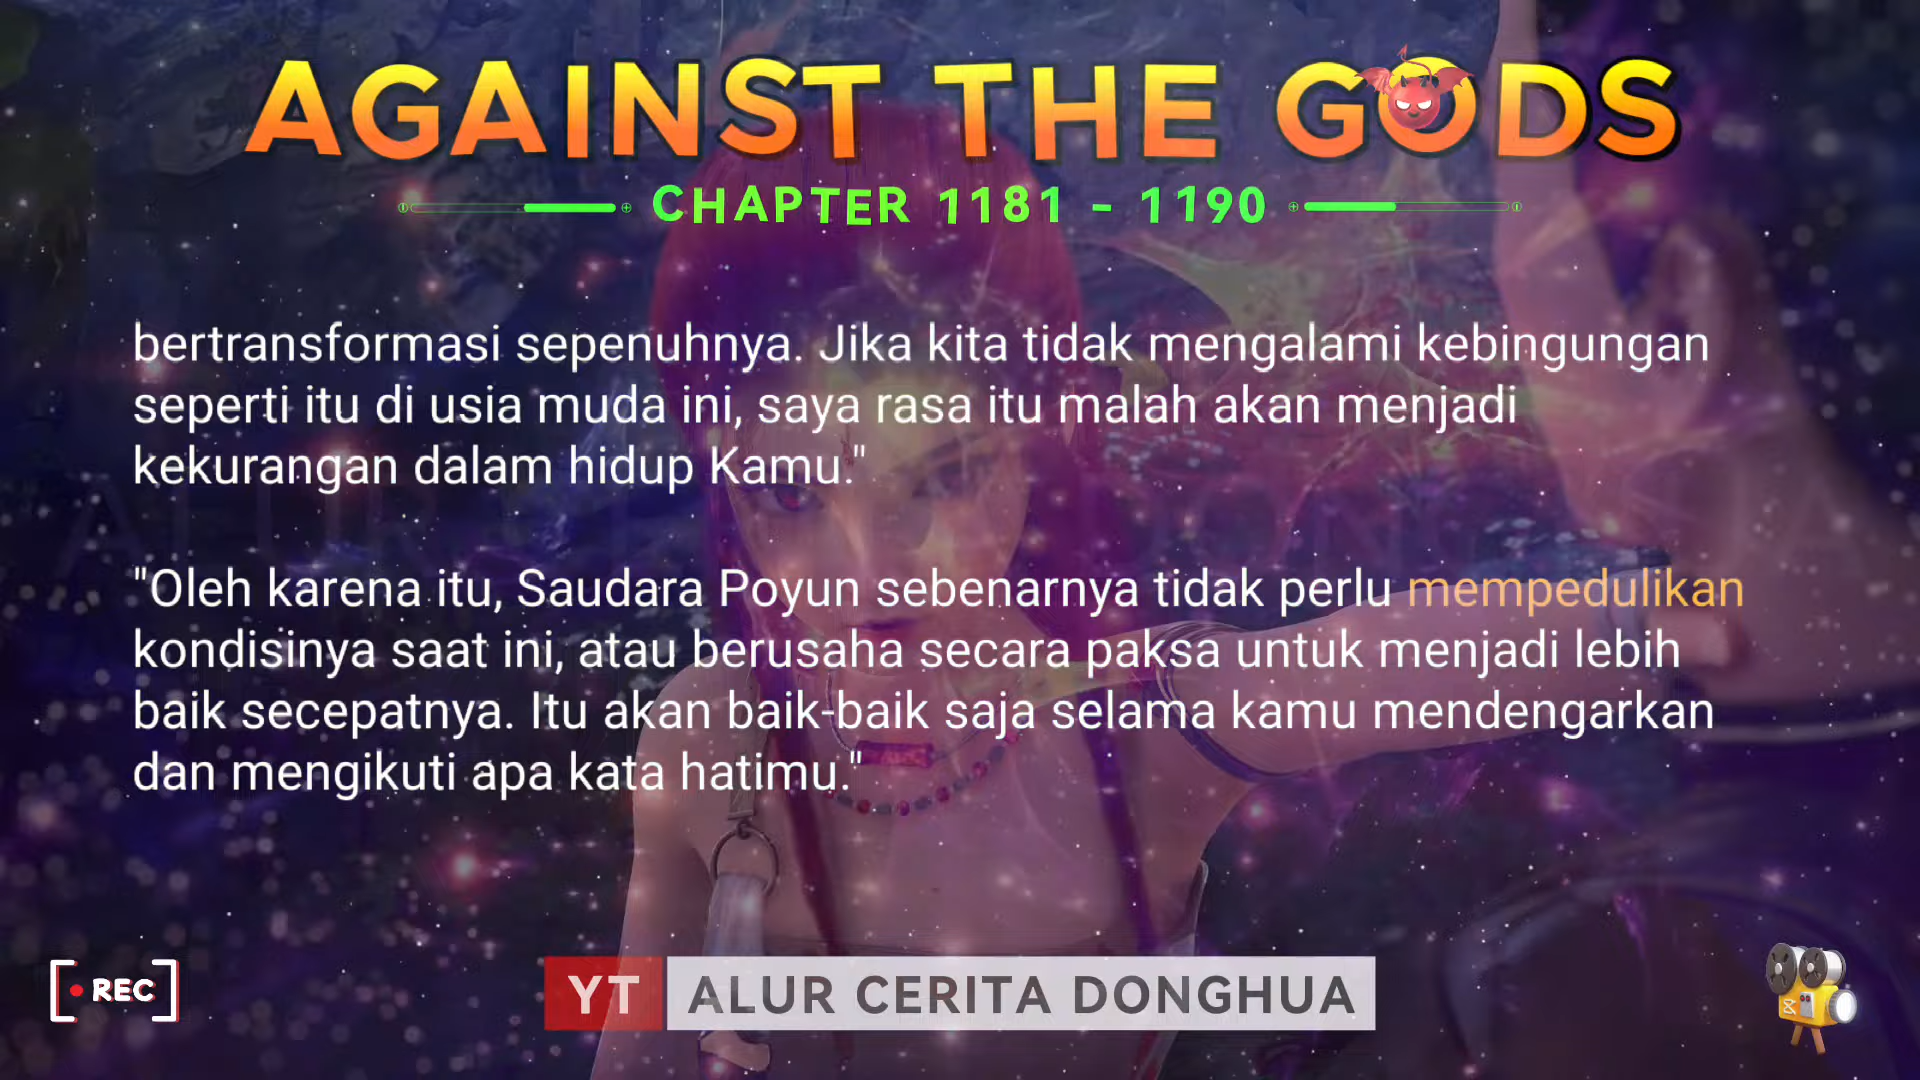 AGAINST THE GODS
CHAPTER 1181 - 1190
bertransformasi sepenuhnya. Jika kita tidak mengalami kebingungan
seperti itu di usia muda ini, saya rasa itu malah akan menjadi
kekurangan dalam hidup Kamu."
"Oleh karena itu, Saudara Poyun sebenarnya tidak perlu mempedulikan
kondisinya saat ini, atau berusaha secara paksa untuk menjadi lebih
baik secepatnya. Itu akan baik-baik saja selama kamu mendengarkan
dan mengikuti apa kata hatimu."
REC
YT ALUR CERITA DONGHUA